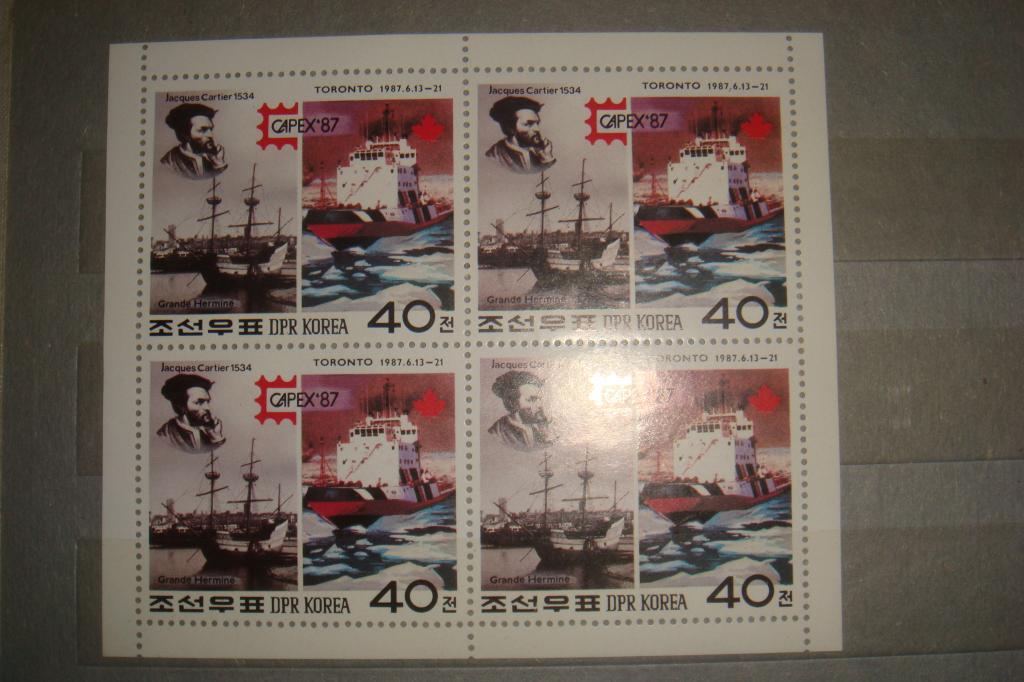 TORONTO 1987.6.13-21
Jacques Cartier 1534
CAPEX'87
Grande Hermine
조선우표 DPR KOREA 40전
TORONTO 1987.6.13-21
Jacques Cartier 1534
CAPEX'87
Grande Hermine
조선우표 DPR KOREA 40전
TORONTO 1987.6.13-21
Jacques Cartier 1534
CAPEX'87
Grande Hermine
조선우표 DPR KOREA 40전
TORONTO 1987.6.13-21
Jacques Cartier
CAPEX'87
Grande Hermine
조선우표 DPR KOREA 40전